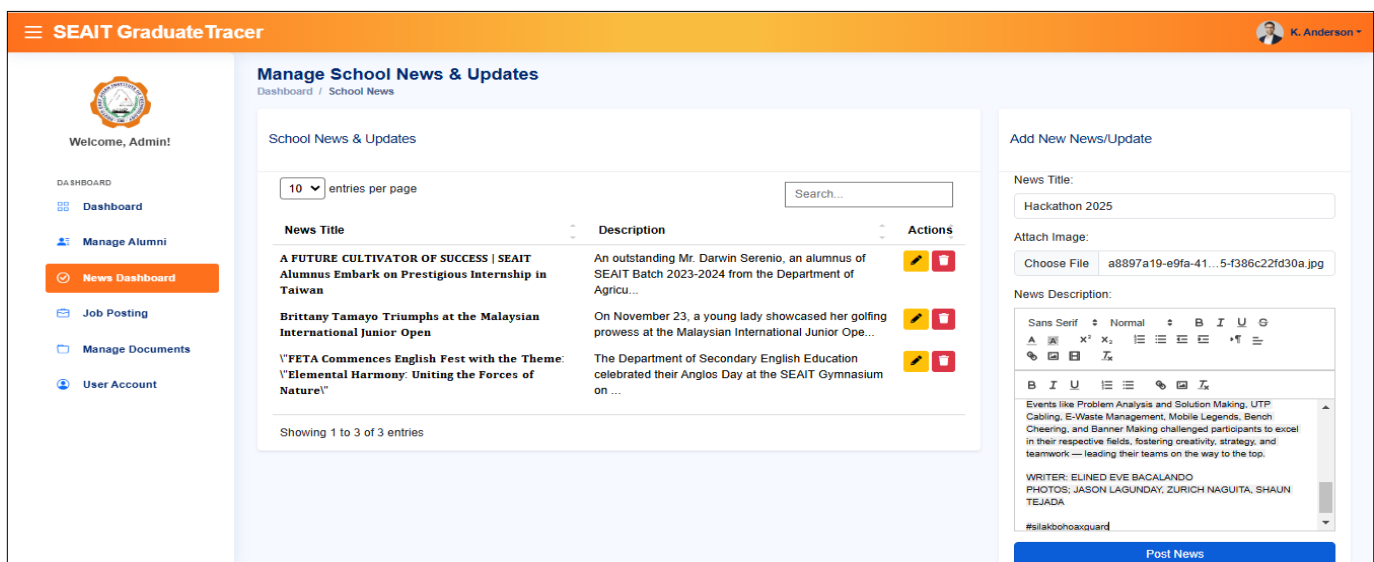 SEAIT GraduateTracer
K. Anderson
Welcome, Admin!
DASHBOARD
Dashboard
Manage Alumni
News Dashboard
Job Posting
Manage Documents
User Account
Manage School News & Updates
Dashboard / School News
School News & Updates
10 entries per page
Search...
News Title Description Actions
A FUTURE CULTIVATOR OF SUCCESS | SEAIT
Alumnus Embark on Prestigious Internship in
Taiwan
An outstanding Mr. Darwin Serenio, an alumnus of
SEAIT Batch 2023-2024 from the Department of
Agricu...
Brittany Tamayo Triumphs at the Malaysian
International Junior Open
On November 23, a young lady showcased her golfing
prowess at the Malaysian International Junior Ope...
\"FETA Commences English Fest with the Theme:
\"Elemental Harmony: Uniting the Forces of
Nature\"
The Department of Secondary English Education
celebrated their Anglos Day at the SEAIT Gymnasium
on ...
Showing 1 to 3 of 3 entries
Add New News/Update
News Title:
Hackathon 2025
Attach Image:
Choose File a8897a19-e9fa-41...5-f386c22fd30a.jpg
News Description:
Sans Serif Normal B I U S
A A X² X₂
B I U
Events like Problem Analysis and Solution Making, UTP
Cabling, E-Waste Management, Mobile Legends, Bench
Cheering, and Banner Making challenged participants to excel
in their respective fields, fostering creativity, strategy, and
teamwork — leading their teams on the way to the top.
WRITER: ELINED EVE BACALANDO
PHOTOS; JASON LAGUNDAY, ZURICH NAGUITA, SHAUN
TEJADA
#silakbohoaxguard
Post News